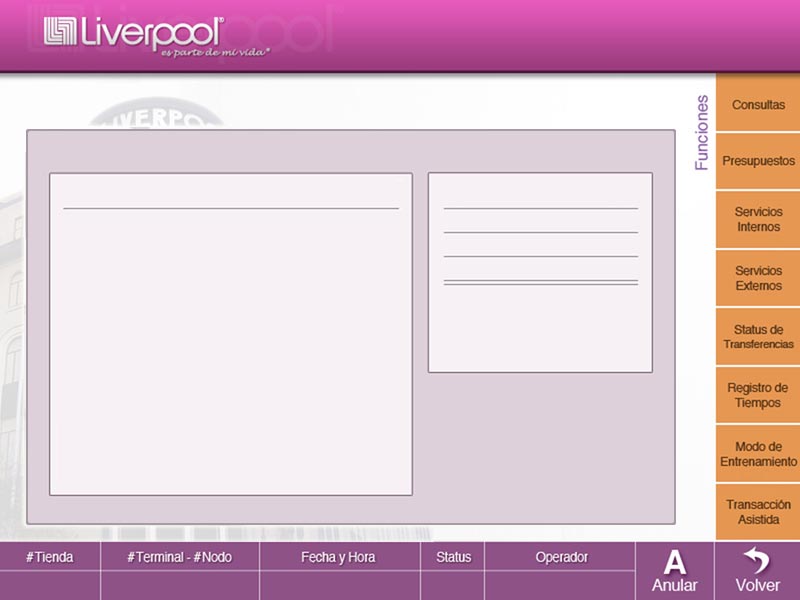 Liverpool®
es parte de mi vida®
LIVERPOOL
Funciones
Consultas
Presupuestos
Servicios
Internos
Servicios
Externos
Status de
Transferencias
Registro de
Tiempos
Modo de
Entrenamiento
Transacción
Asistida
#Tienda
#Terminal - #Nodo
Fecha y Hora
Status
Operador
A
Anular
Volver